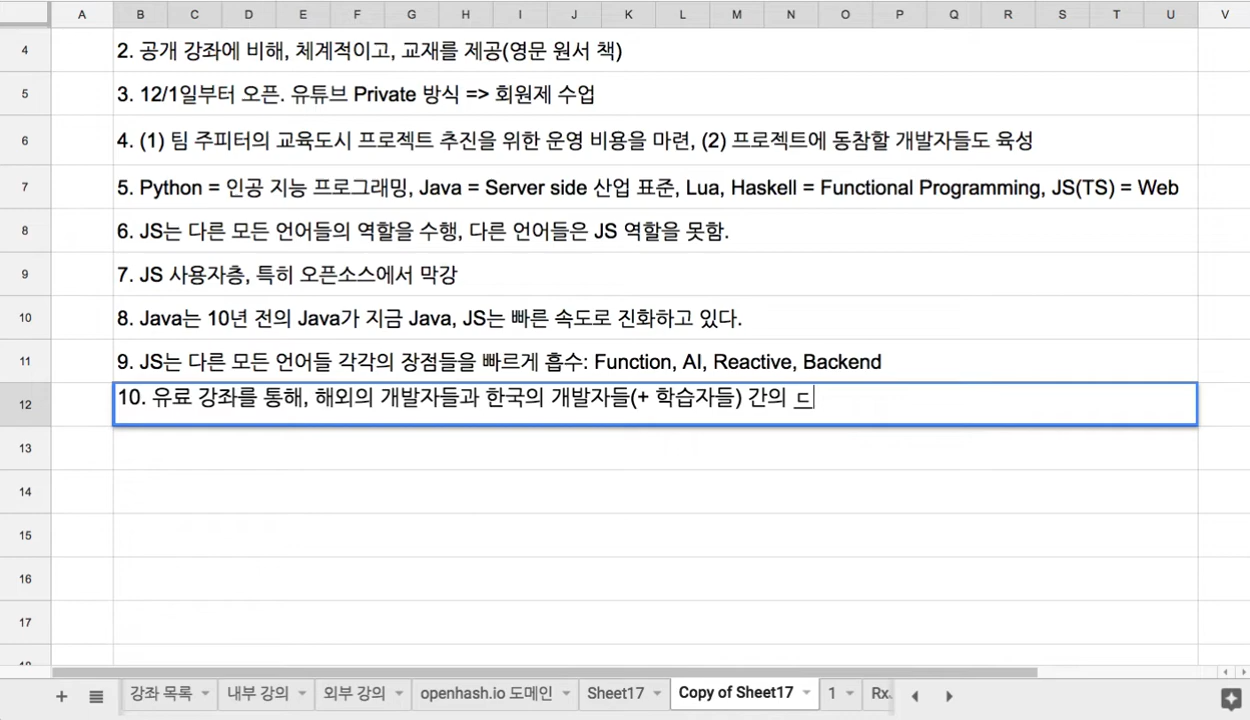 A B C D E F G H I J K L M N O P Q R S T U V
4 2. 공개 강좌에 비해, 체계적이고, 교재를 제공(영문 원서 책)
5 3. 12/1일부터 오픈. 유튜브 Private 방식 => 회원제 수업
6 4. (1) 팀 주피터의 교육도시 프로젝트 추진을 위한 운영 비용을 마련, (2) 프로젝트에 동참할 개발자들도 육성
7 5. Python = 인공 지능 프로그래밍, Java = Server side 산업 표준, Lua, Haskell = Functional Programming, JS(TS) = Web
8 6. JS는 다른 모든 언어들의 역할을 수행, 다른 언어들은 JS 역할을 못함.
9 7. JS 사용자층, 특히 오픈소스에서 막강
10 8. Java는 10년 전의 Java가 지금 Java, JS는 빠른 속도로 진화하고 있다.
11 9. JS는 다른 모든 언어들 각각의 장점들을 빠르게 흡수: Function, AI, Reactive, Backend
12 10. 유료 강좌를 통해, 해외의 개발자들과 한국의 개발자들(+ 학습자들) 간의 ㄷ
13
14
15
16
17
18
+ 강좌 목록 내부 강의 외부 강의 openhash.io 도메인 Sheet17 Copy of Sheet17 1 Rx